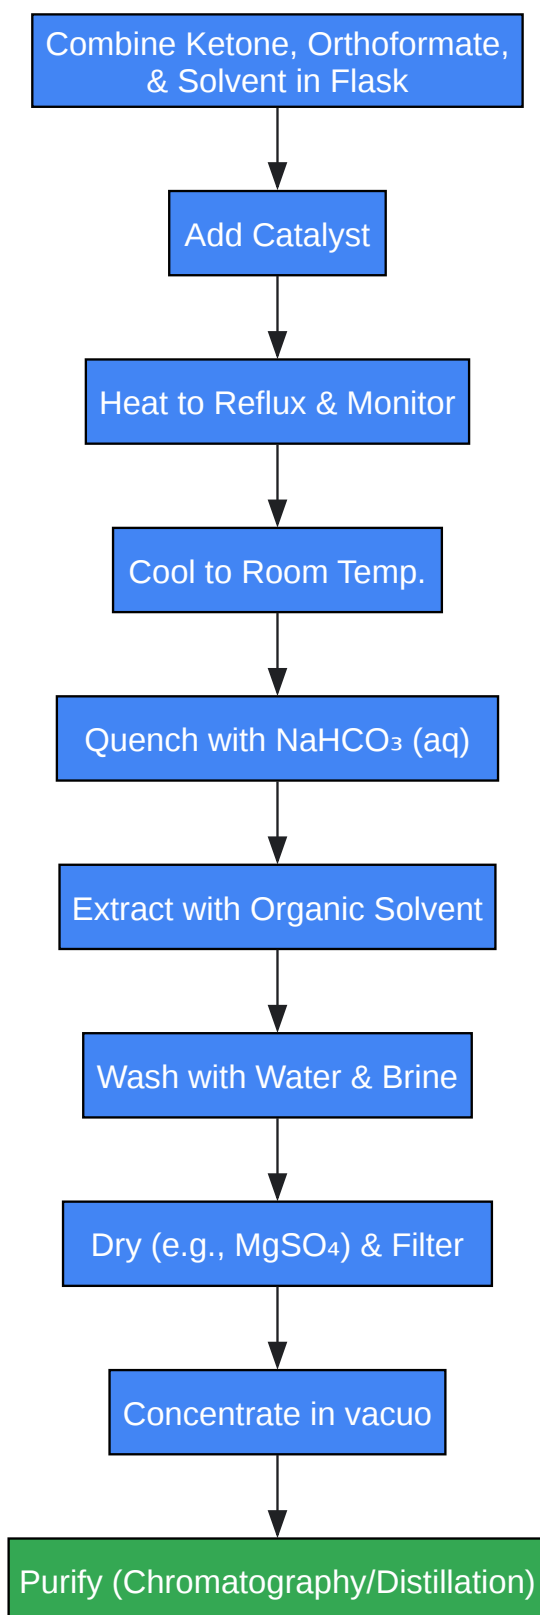 Combine Ketone, Orthoformate,
& Solvent in Flask
Add Catalyst
Heat to Reflux & Monitor
Cool to Room Temp.
Quench with NaHCO₃ (aq)
Extract with Organic Solvent
Wash with Water & Brine
Dry (e.g., MgSO₄) & Filter
Concentrate in vacuo
Purify (Chromatography/Distillation)